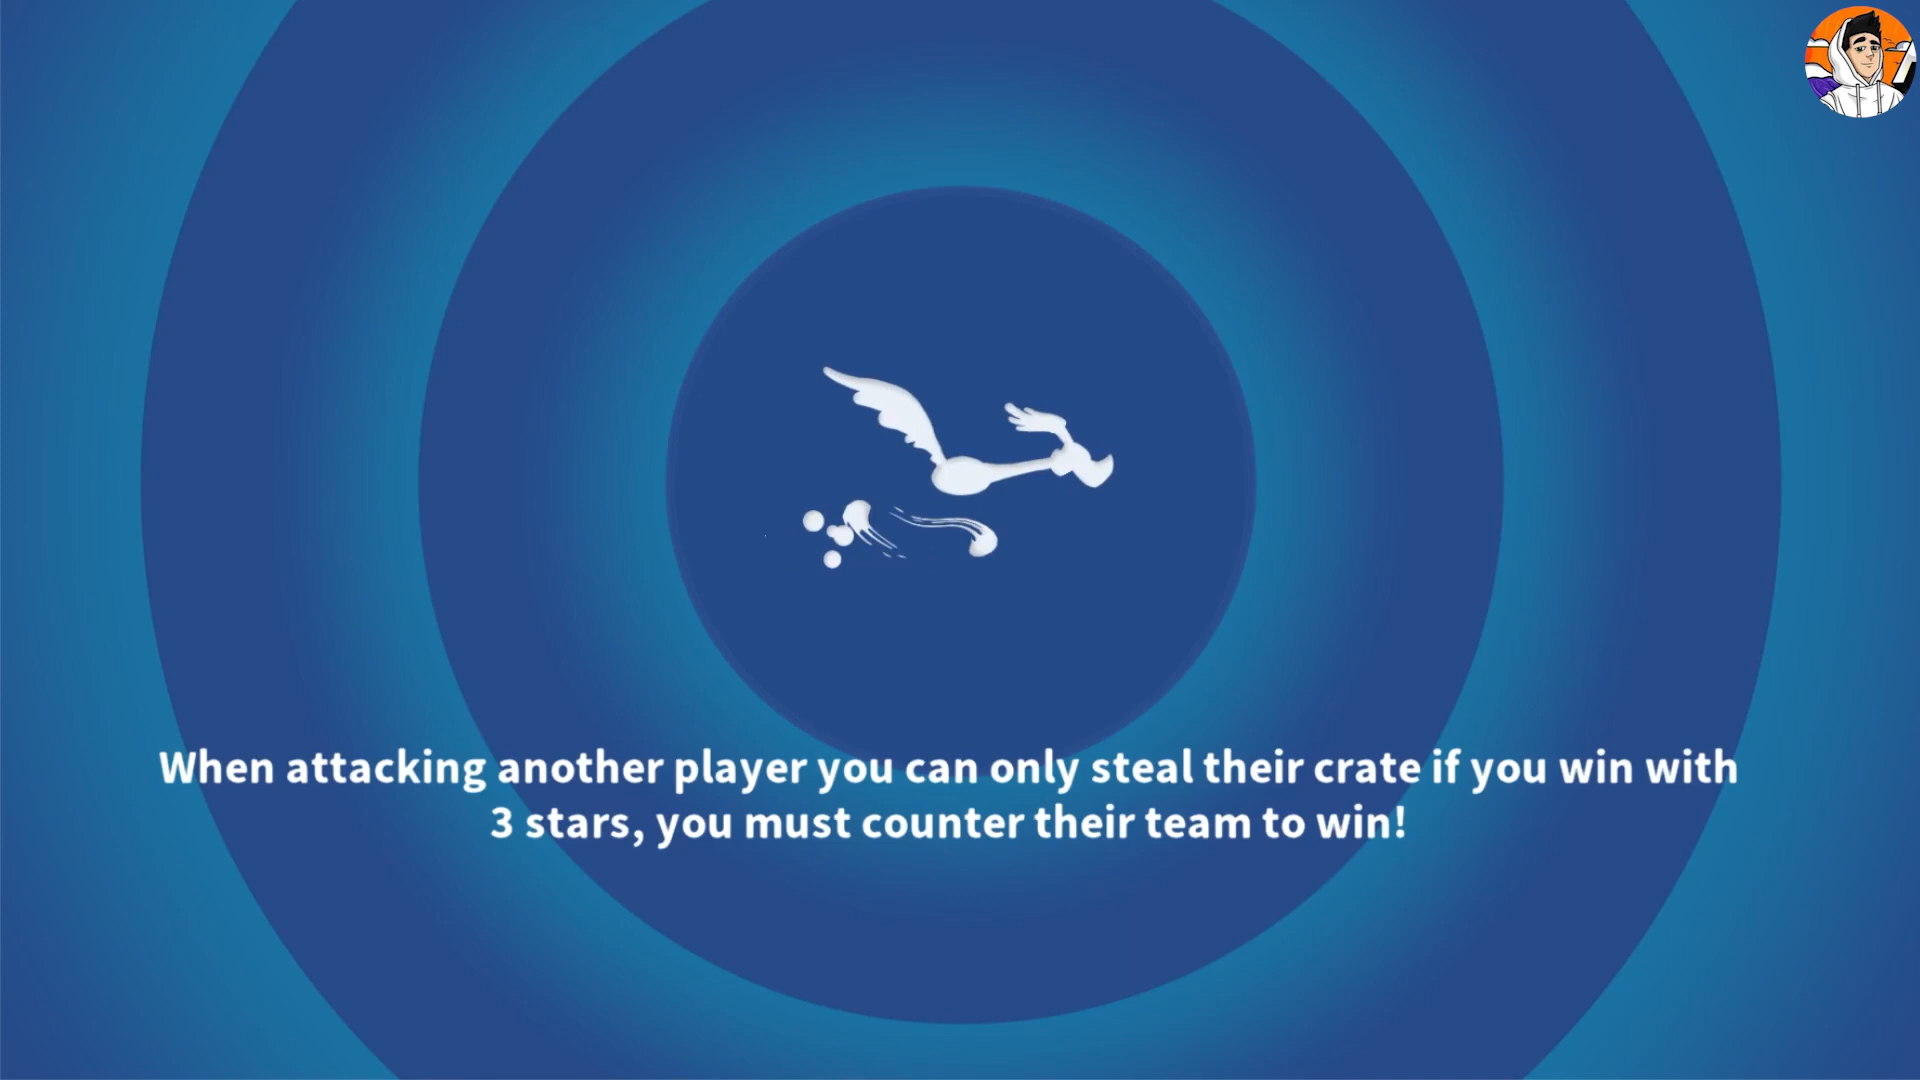 When attacking another player you can only steal their crate if you win with
3 stars, you must counter their team to win!